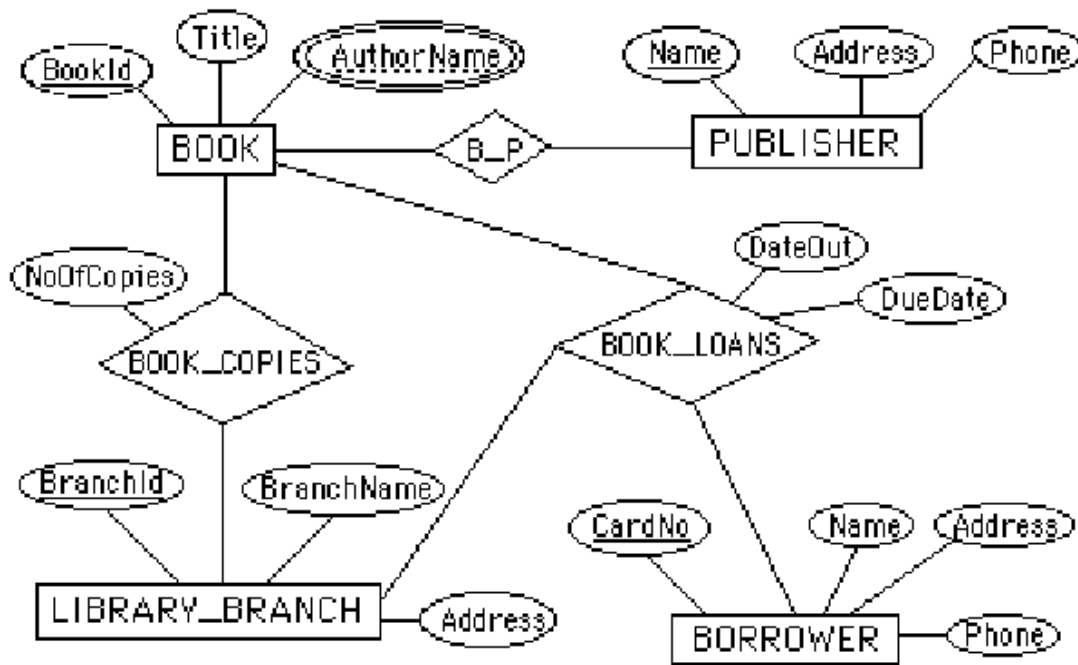 Title
AuthorName
BookId
Name
Address
Phone
BOOK
B_P
PUBLISHER
NoOfCopies
DateOut
DueDate
BOOK_COPIES
BOOK_LOANS
BranchId
BranchName
CardNo
Name
Address
LIBRARY_BRANCH
Address
BORROWER
Phone